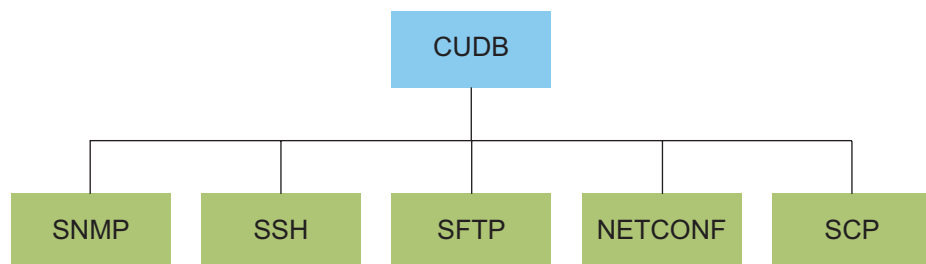 CUDB
SNMP
SSH
SFTP
NETCONF
SCP